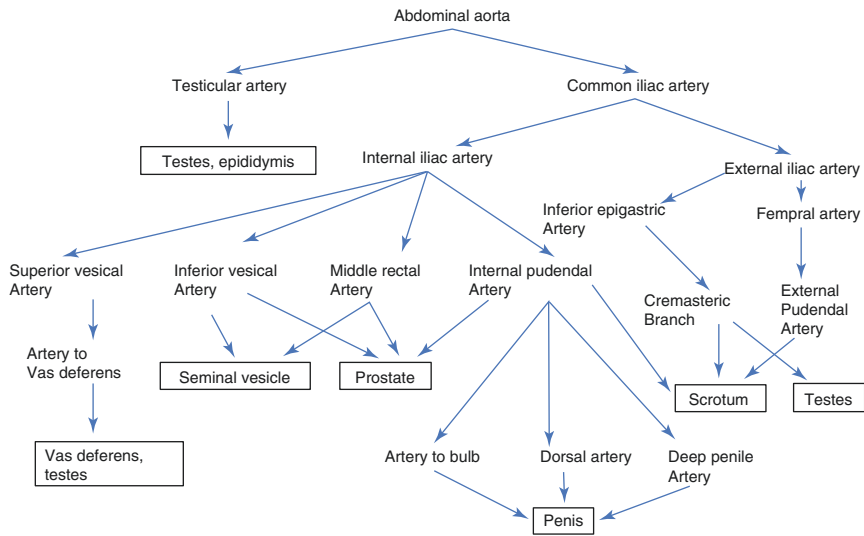 Abdominal aorta
Testicular artery
Common iliac artery
Testes, epididymis
Internal iliac artery
External iliac artery
Inferior epigastric
Artery
Fempral artery
Superior vesical
Artery
Inferior vesical
Artery
Middle rectal
Artery
Internal pudendal
Artery
Cremasteric
Branch
External
Pudendal
Artery
Artery to
Vas deferens
Seminal vesicle
Prostate
Scrotum
Testes
Vas deferens,
testes
Artery to bulb
Dorsal artery
Deep penile
Artery
Penis